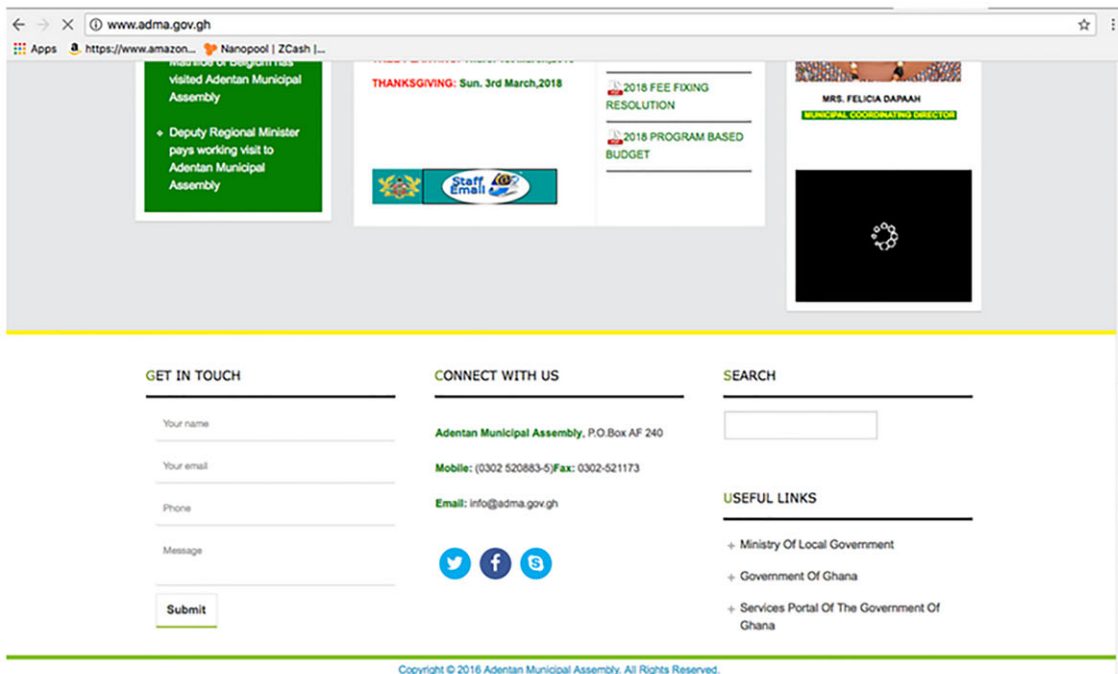 www.adma.gov.gh
Apps
https://www.amazon...
Nanopool | ZCash |...
Mathilde of Belgium has
visited Adentan Municipal
Assembly
Deputy Regional Minister
pays working visit to
Adentan Municipal
Assembly
THANKSGIVING: Sun. 3rd March,2018
Staff
Email
2018 FEE FIXING
RESOLUTION
2018 PROGRAM BASED
BUDGET
MRS. FELICIA DAPAAH
MUNICIPAL COORDINATING DIRECTOR
GET IN TOUCH
Your name
Your email
Phone
Message
Submit
CONNECT WITH US
Adentan Municipal Assembly, P.O.Box AF 240
Mobile: (0302 520883-5)Fax: 0302-521173
Email: info@adma.gov.gh
SEARCH
USEFUL LINKS
Ministry Of Local Government
Government Of Ghana
Services Portal Of The Government Of
Ghana
Copyright © 2016 Adentan Municipal Assembly. All Rights Reserved.